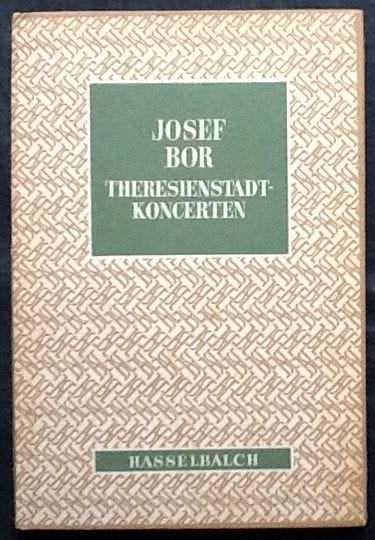 JOSEF
BOR
THERESIENSTADT-
KONCERTEN
HASSELBALCH